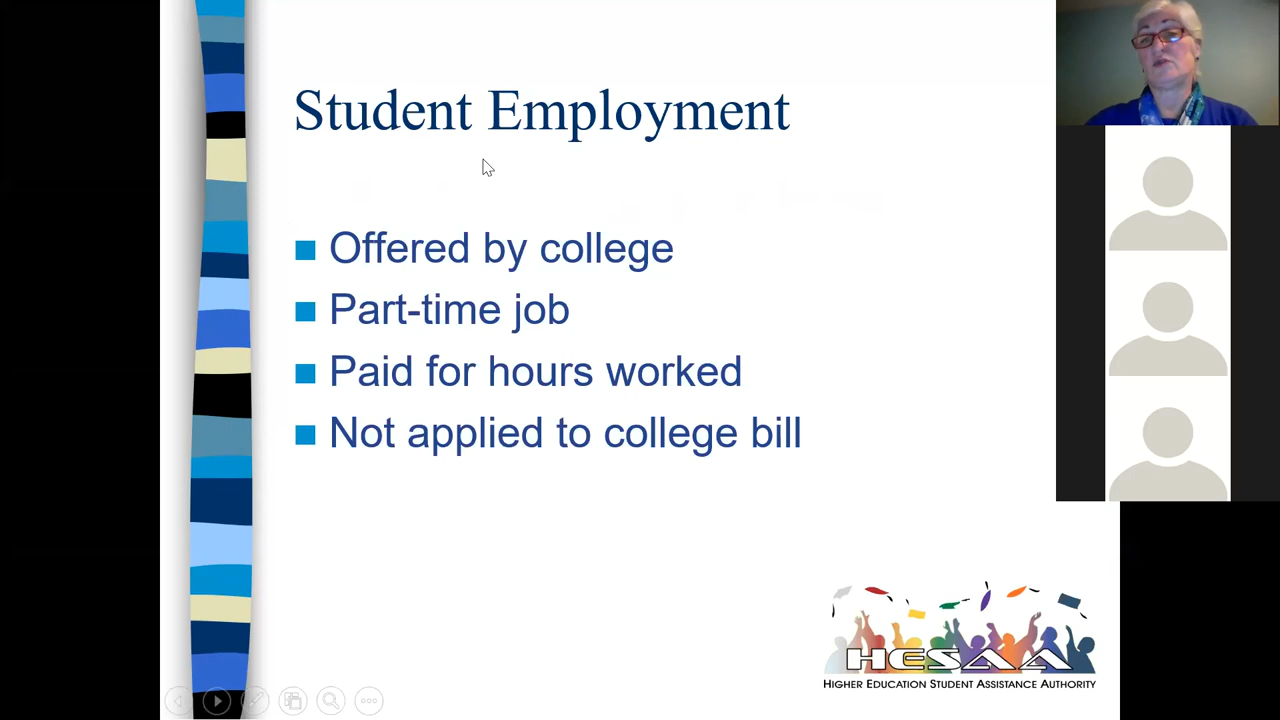 Student Employment
Offered by college
Part-time job
Paid for hours worked
Not applied to college bill
HESAA
HIGHER EDUCATION STUDENT ASSISTANCE AUTHORITY